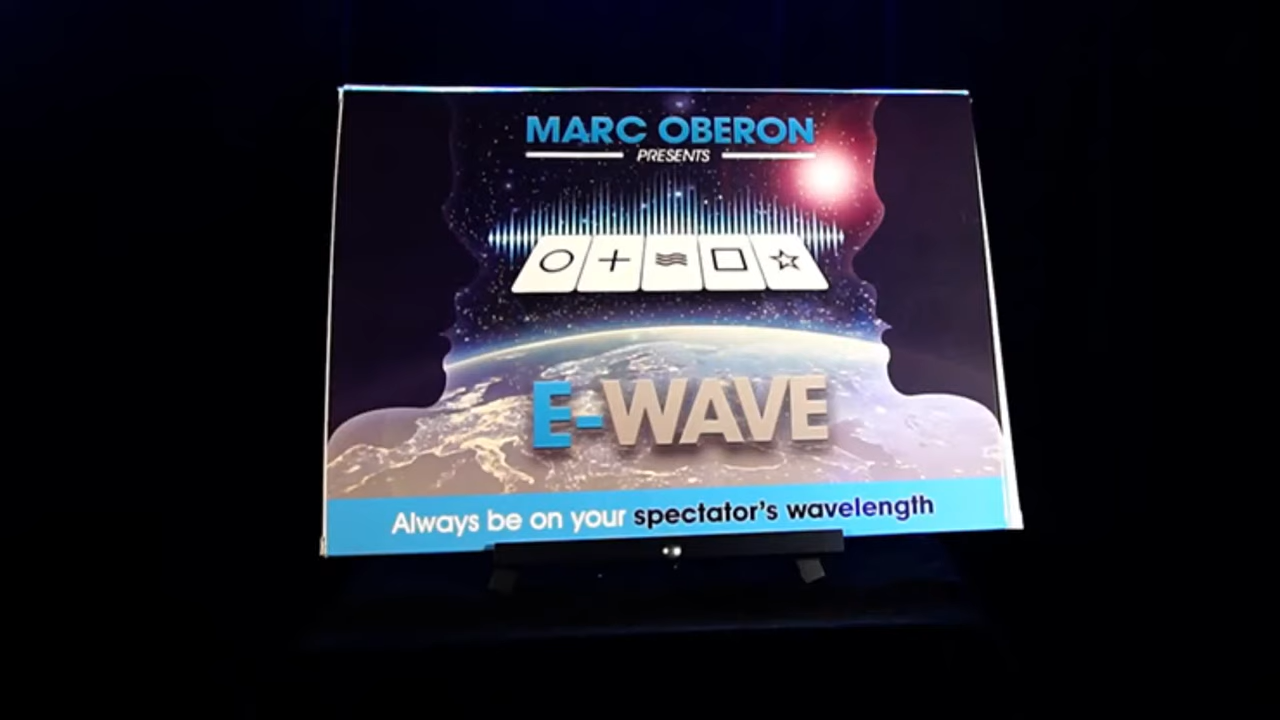 MARC OBERON
PRESENTS
E-WAVE
Always be on your spectator's wavelength